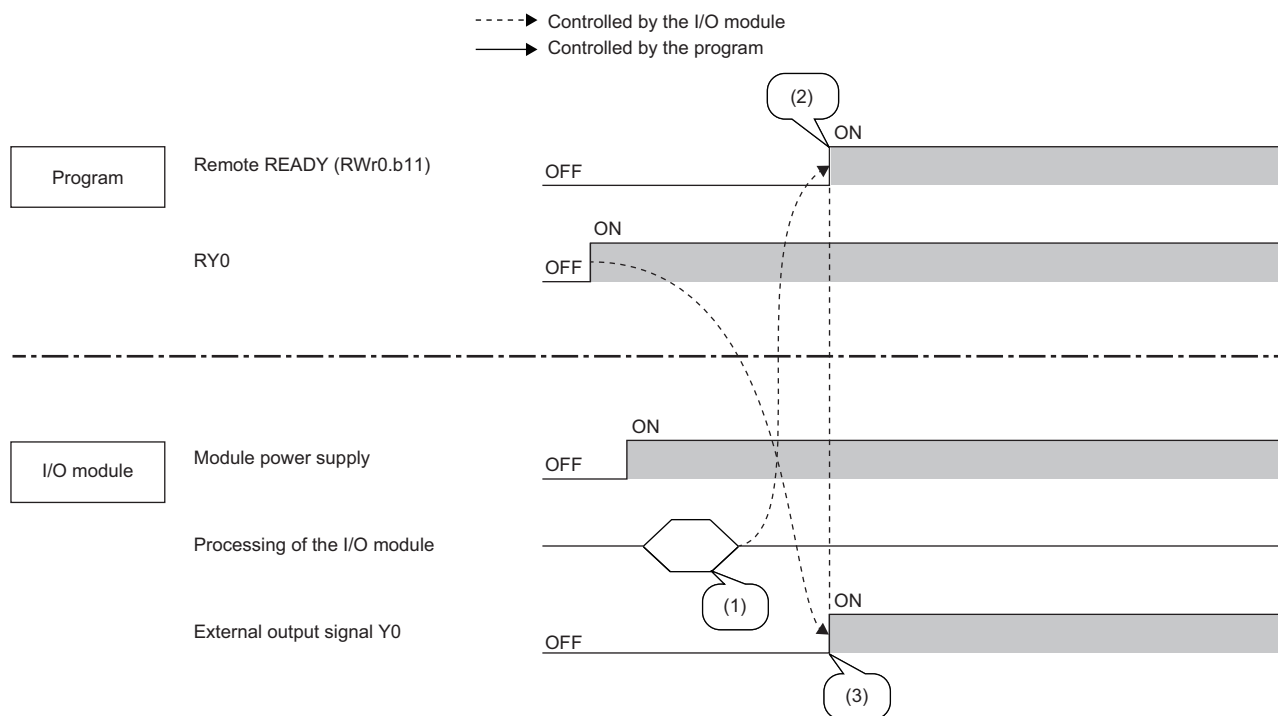 Controlled by the I/O module
Controlled by the program
(2)
ON
Program
Remote READY (RWr0.b11)
OFF
ON
RY0
OFF
ON
I/O module
Module power supply
OFF
Processing of the I/O module
(1)
ON
External output signal Y0
OFF
(3)